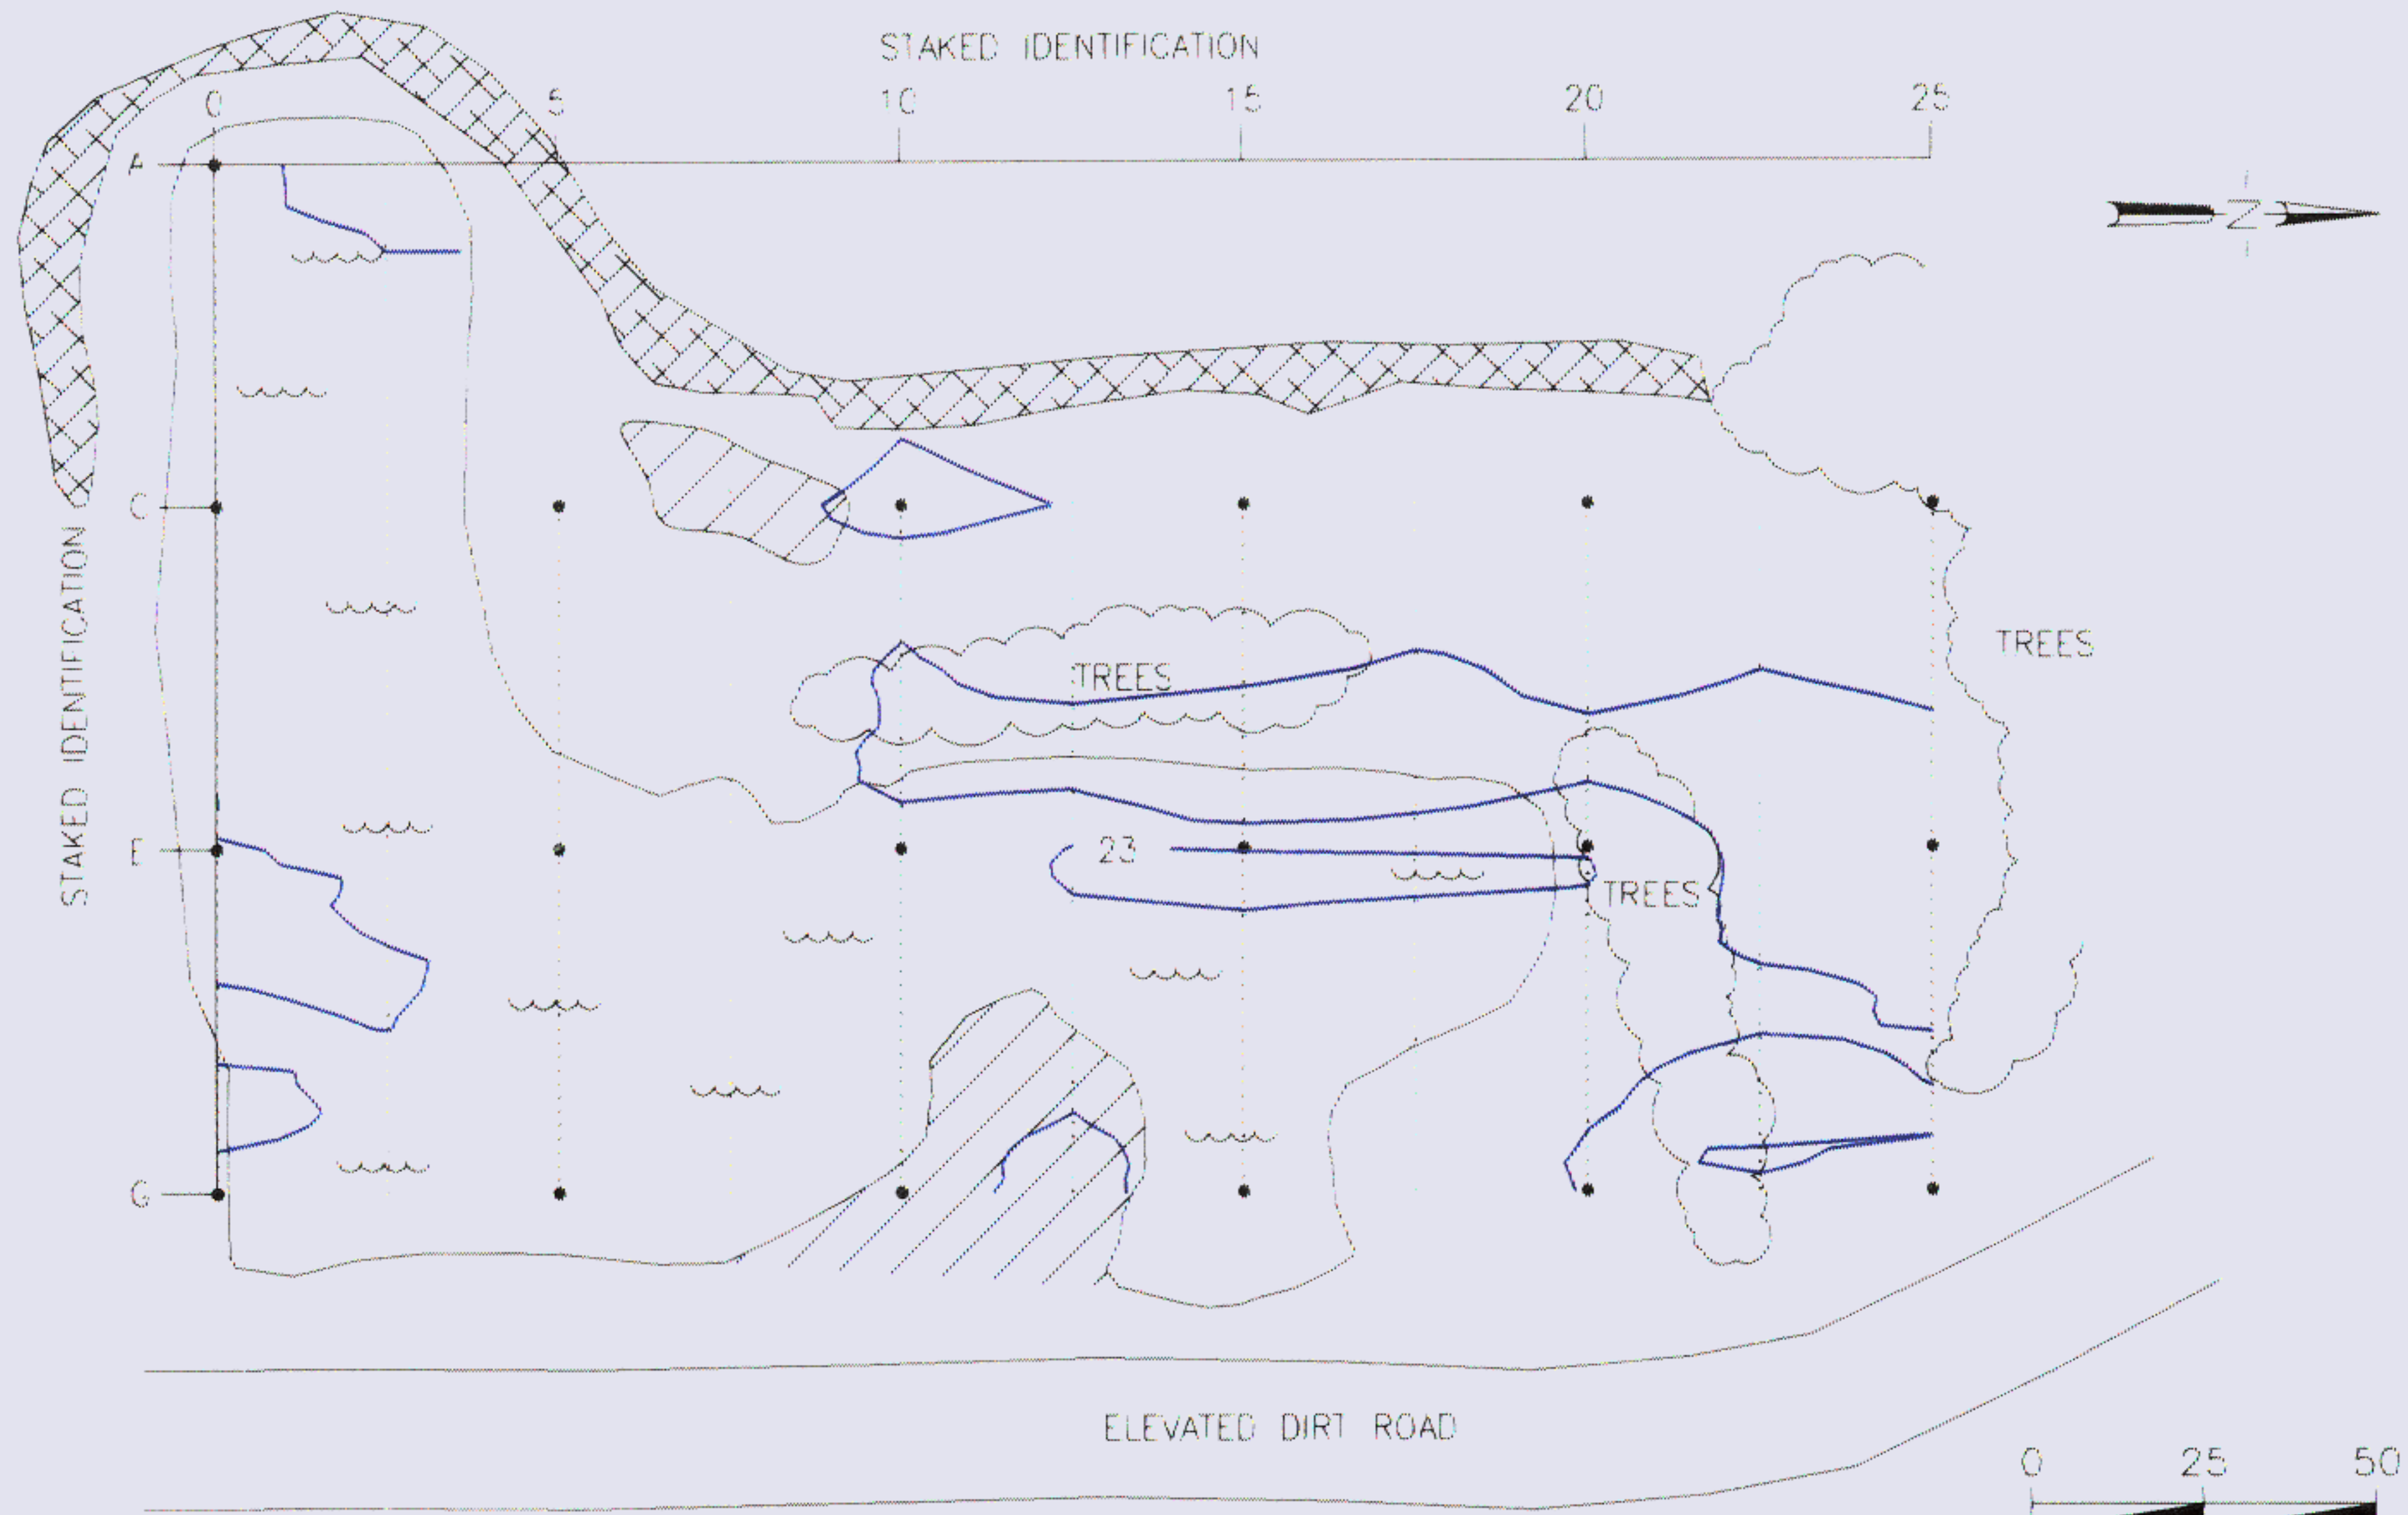 STAKED IDENTIFICATION
0 5 10 15 20 25
A
Z
C
STAKED IDENTIFICATION
TREES
TREES
E
23
TREES
G
ELEVATED DIRT ROAD
0 25 50